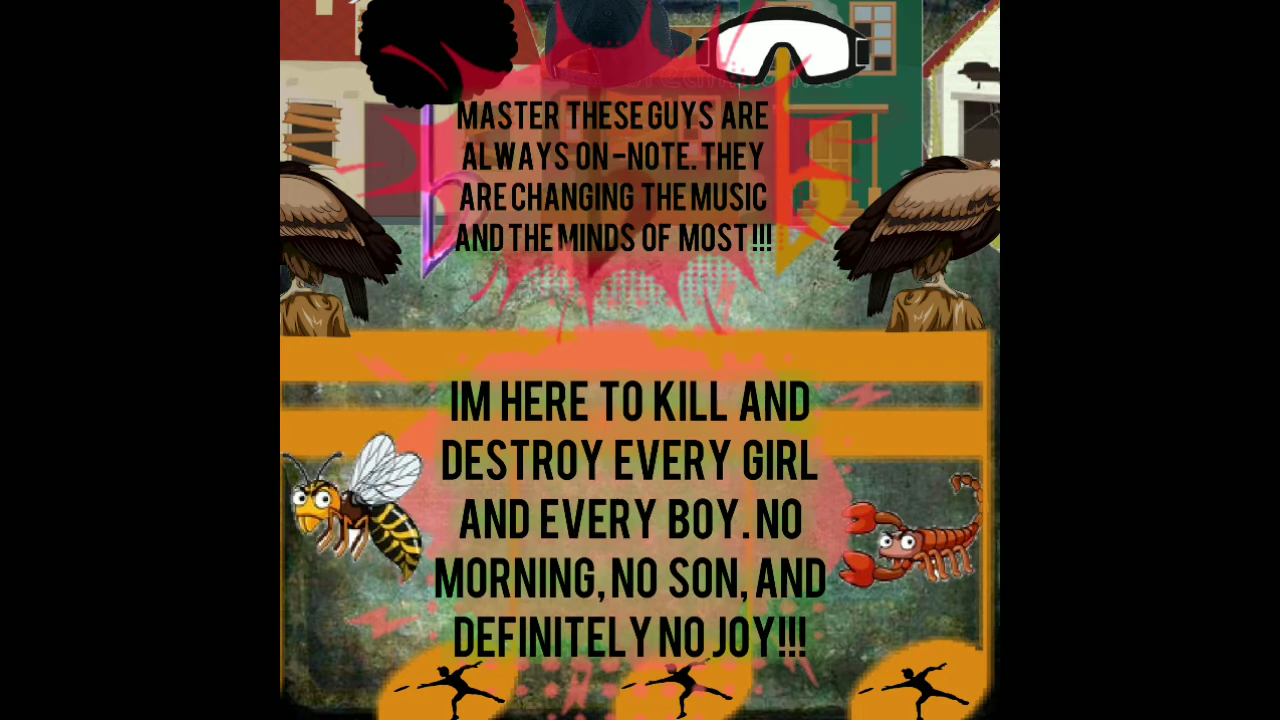 MASTER THESE GUYS ARE
ALWAYS ON-NOTE. THEY
ARE CHANGING THE MUSIC
AND THE MINDS OF MOST!!!
IM HERE TO KILL AND
DESTROY EVERY GIRL
AND EVERY BOY. NO
MORNING, NO SON, AND
DEFINITELY NO JOY!!!